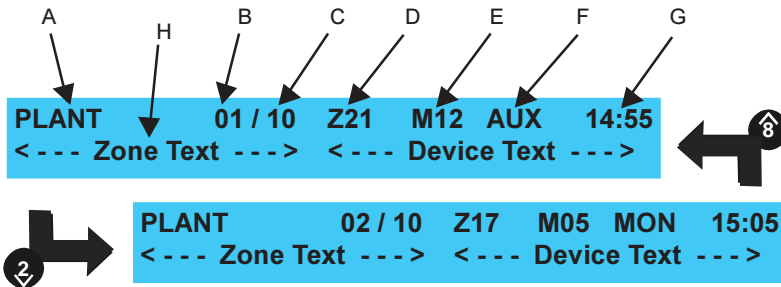 A H B C D E F G
PLANT 01 / 10 Z21 M12 AUX 14:55
< - - - Zone Text - - - > < - - - Device Text - - - >
8
PLANT 02 / 10 Z17 M05 MON 15:05
< - - - Zone Text - - - > < - - - Device Text - - - >
2